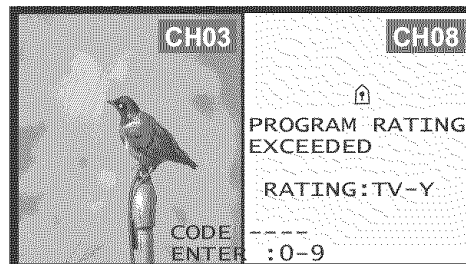 CH03 CH08
PROGRAM RATING
EXCEEDED
RATING:TV-Y
CODE ----
ENTER :0-9